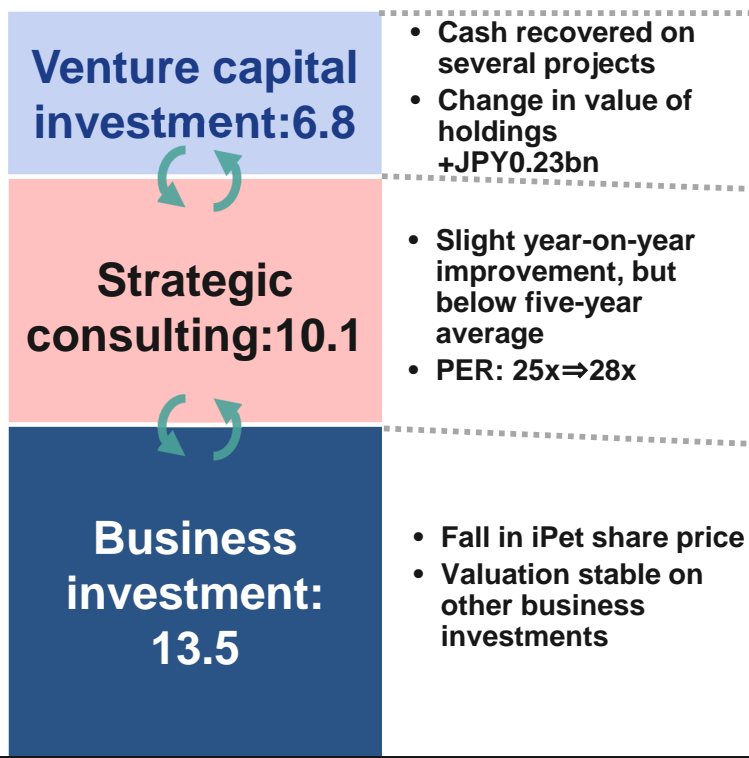 Venture capital
investment:6.8
• Cash recovered on
several projects
• Change in value of
holdings
+JPY0.23bn
Strategic
consulting:10.1
• Slight year-on-year
improvement, but
below five-year
average
• PER: 25x⇒28x
Business
investment:
13.5
• Fall in iPet share price
• Valuation stable on
other business
investments